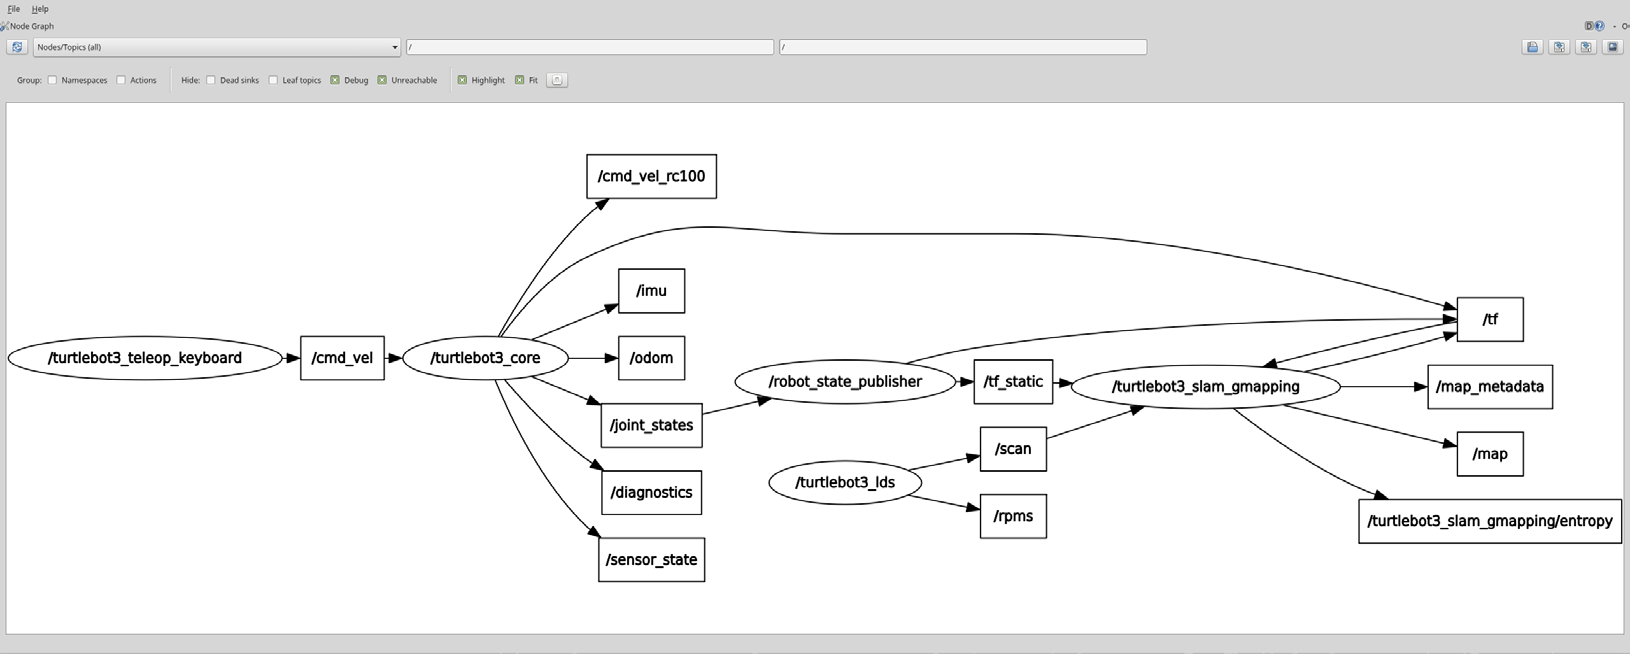 File Help
Node Graph
D
Nodes/Topics (all)
/
/
Group: Namespaces Actions Hide: Dead sinks Leaf topics Debug Unreachable Highlight Fit
/cmd_vel_rc100
/imu
/tf
/turtlebot3_teleop_keyboard
/cmd_vel
/turtlebot3_core
/odom
/robot_state_publisher
/tf_static
/turtlebot3_slam_gmapping
/map_metadata
/joint_states
/scan
/map
/turtlebot3_lds
/diagnostics
/rpms
/turtlebot3_slam_gmapping/entropy
/sensor_state